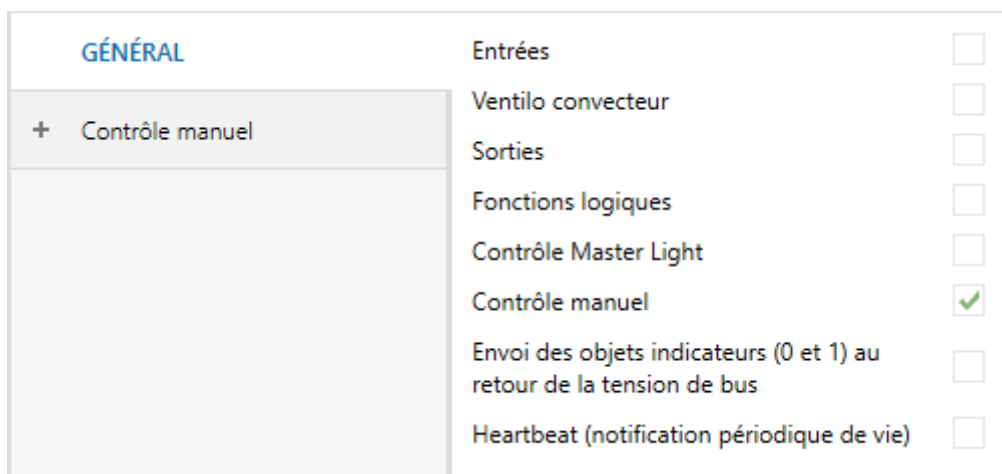 GÉNÉRAL
+ Contrôle manuel
Entrées
Ventilo convecteur
Sorties
Fonctions logiques
Contrôle Master Light
Contrôle manuel
Envoi des objets indicateurs (0 et 1) au
retour de la tension de bus
Heartbeat (notification périodique de vie)